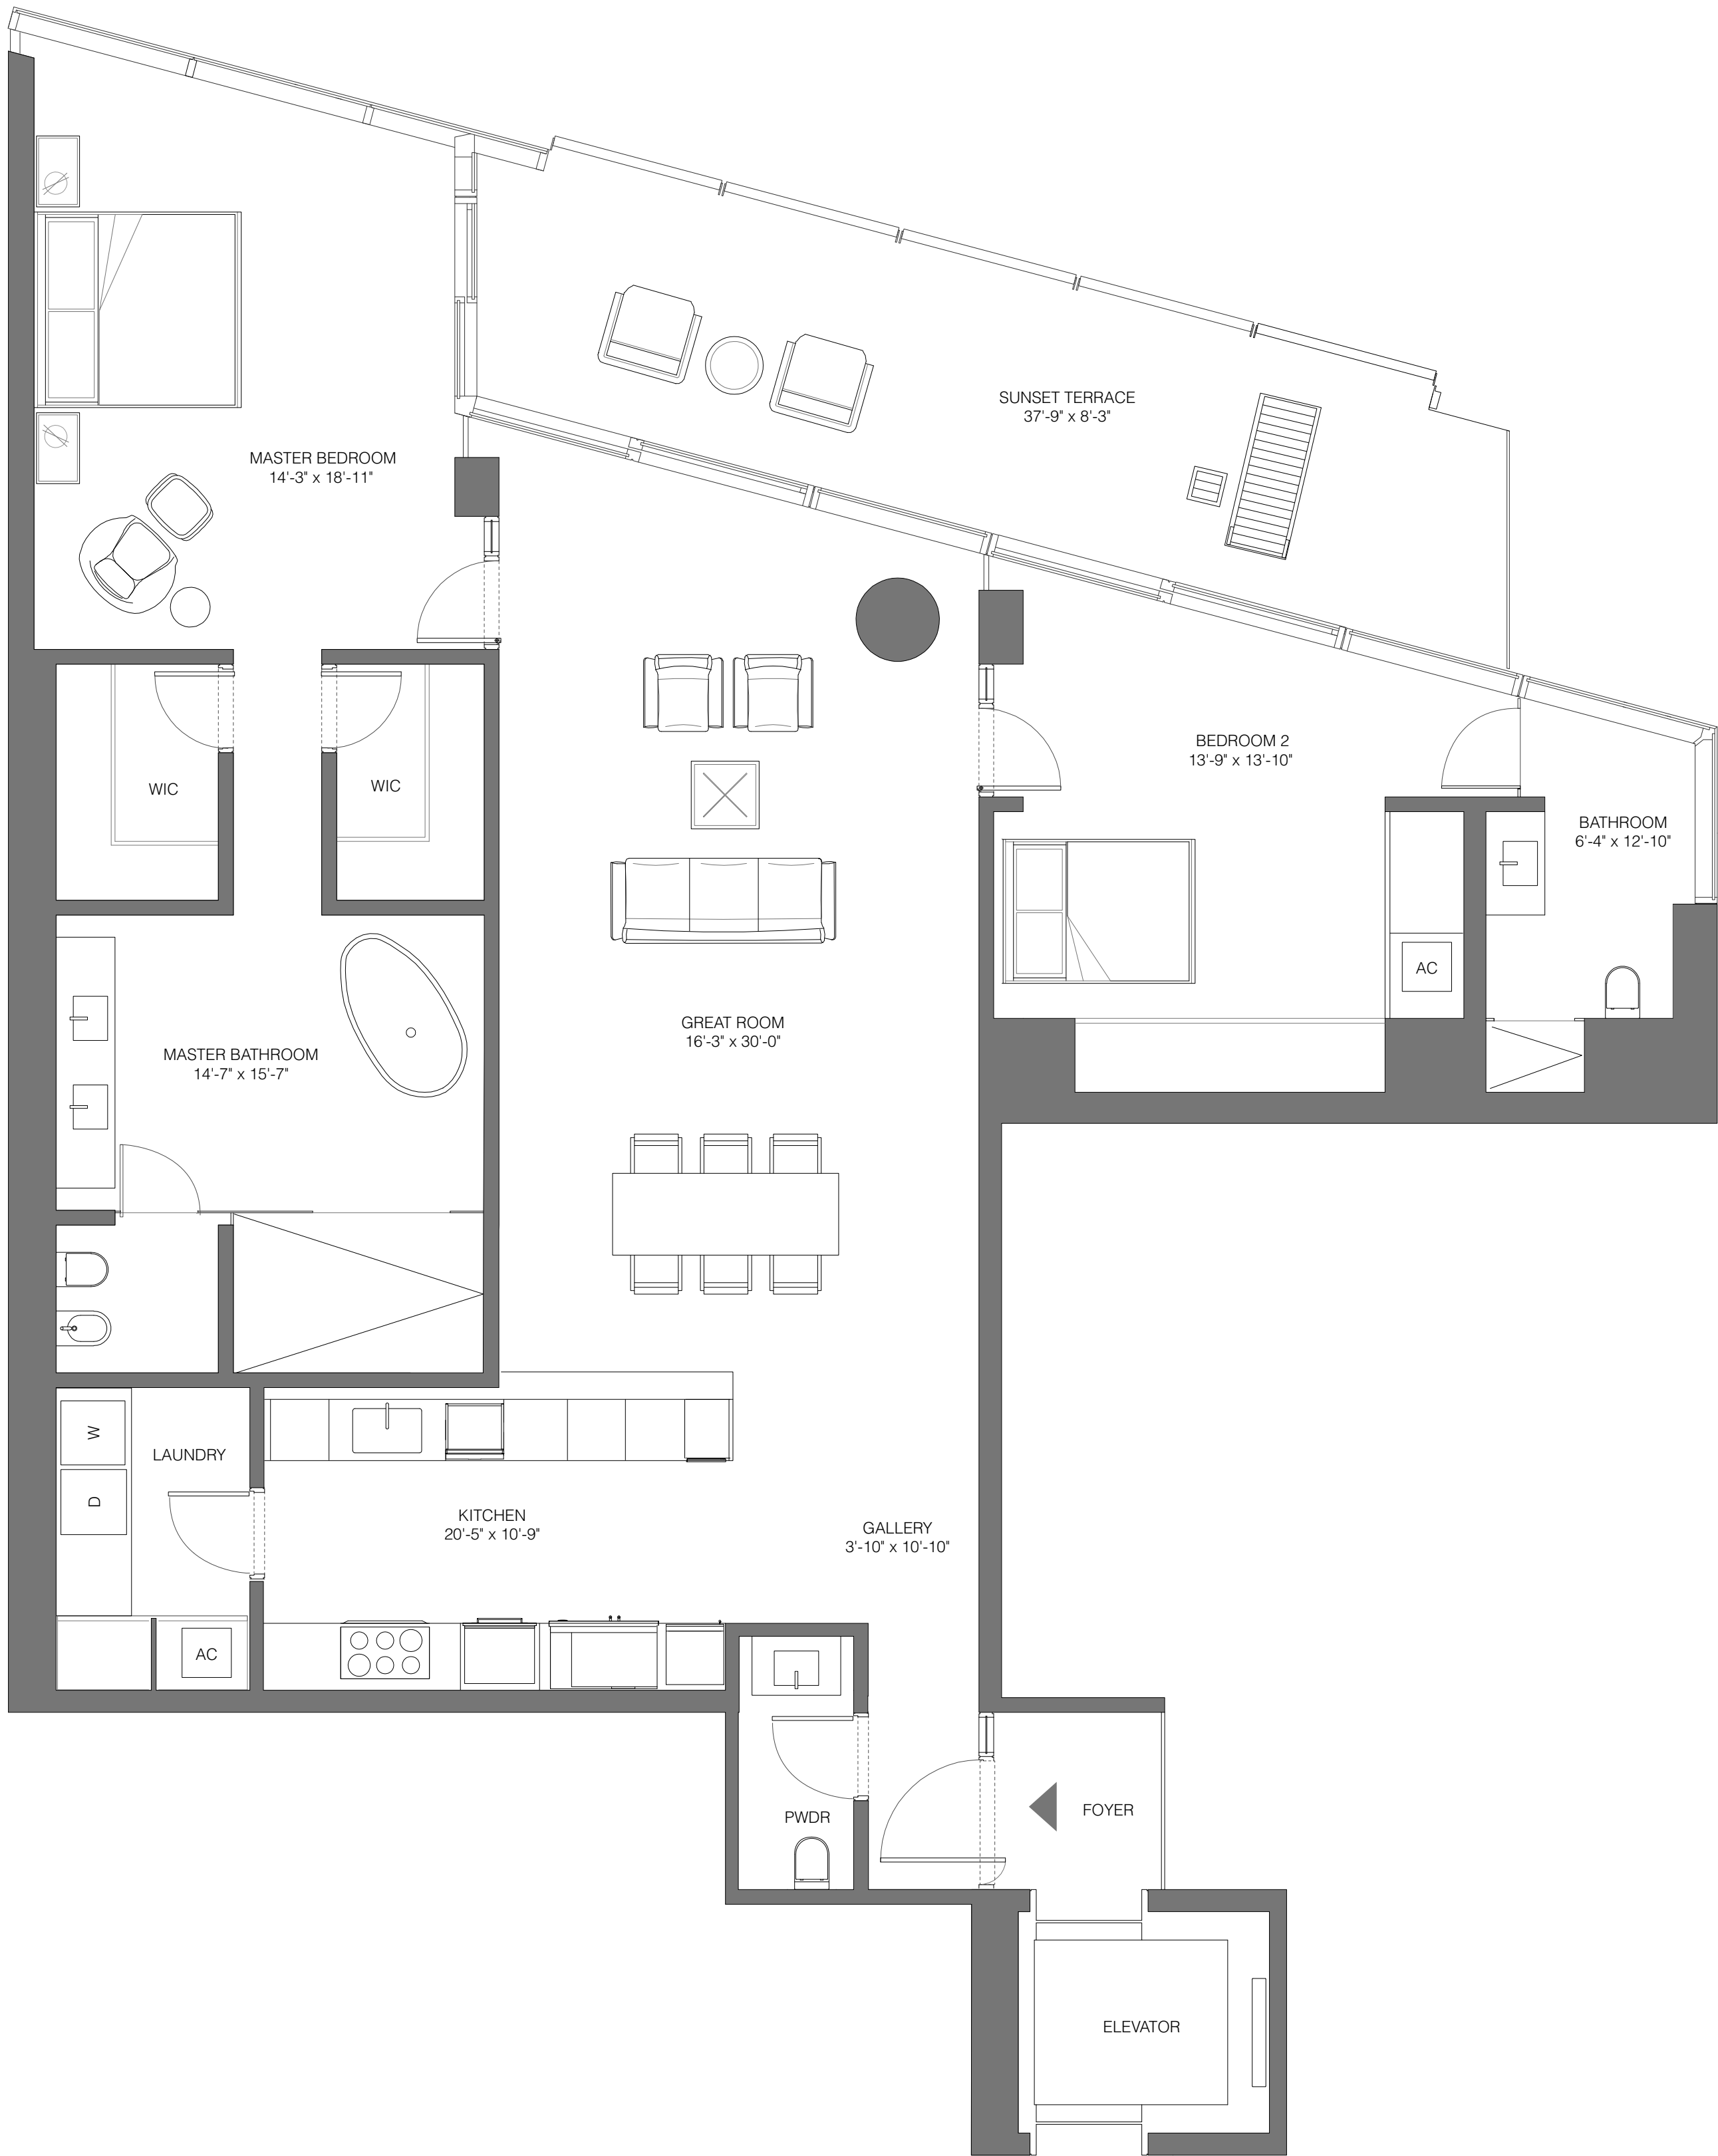 SUNSET TERRACE
37'-9" x 8'-3"
MASTER BEDROOM
14'-3" x 18'-11"
BEDROOM 2
13'-9" x 13'-10"
WIC
WIC
BATHROOM
6'-4" x 12'-10"
AC
GREAT ROOM
16'-3" x 30'-0"
MASTER BATHROOM
14'-7" x 15'-7"
W
LAUNDRY
D
KITCHEN
20'-5" x 10'-9"
GALLERY
3'-10" x 10'-10"
AC
PWDR
FOYER
ELEVATOR